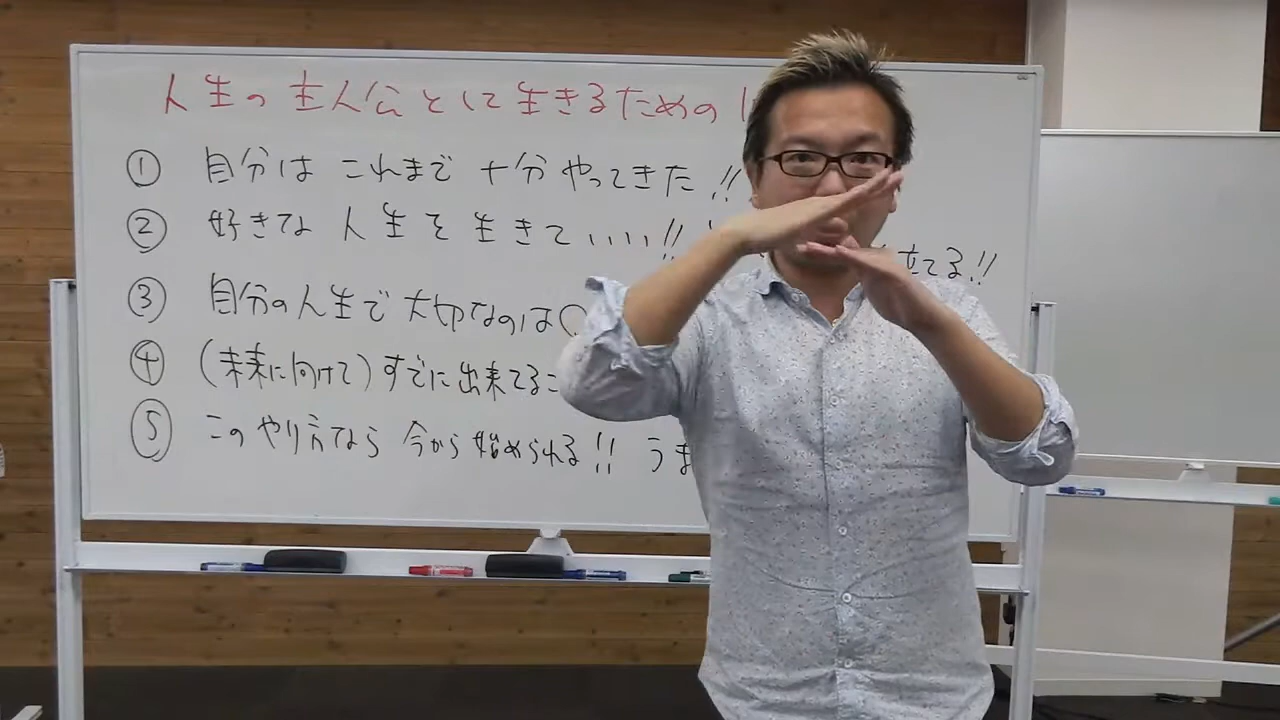 人生の主人公として生きるための
① 自分は これまで 十分 やってきた!!
② 好きな 人生を 生きていい!! 立てる!!
③ 自分の人生で 大切なのは〇
④ (未来に向けて) すでに出来てるこ
⑤ このやり方なら 今から 始められる!! うま